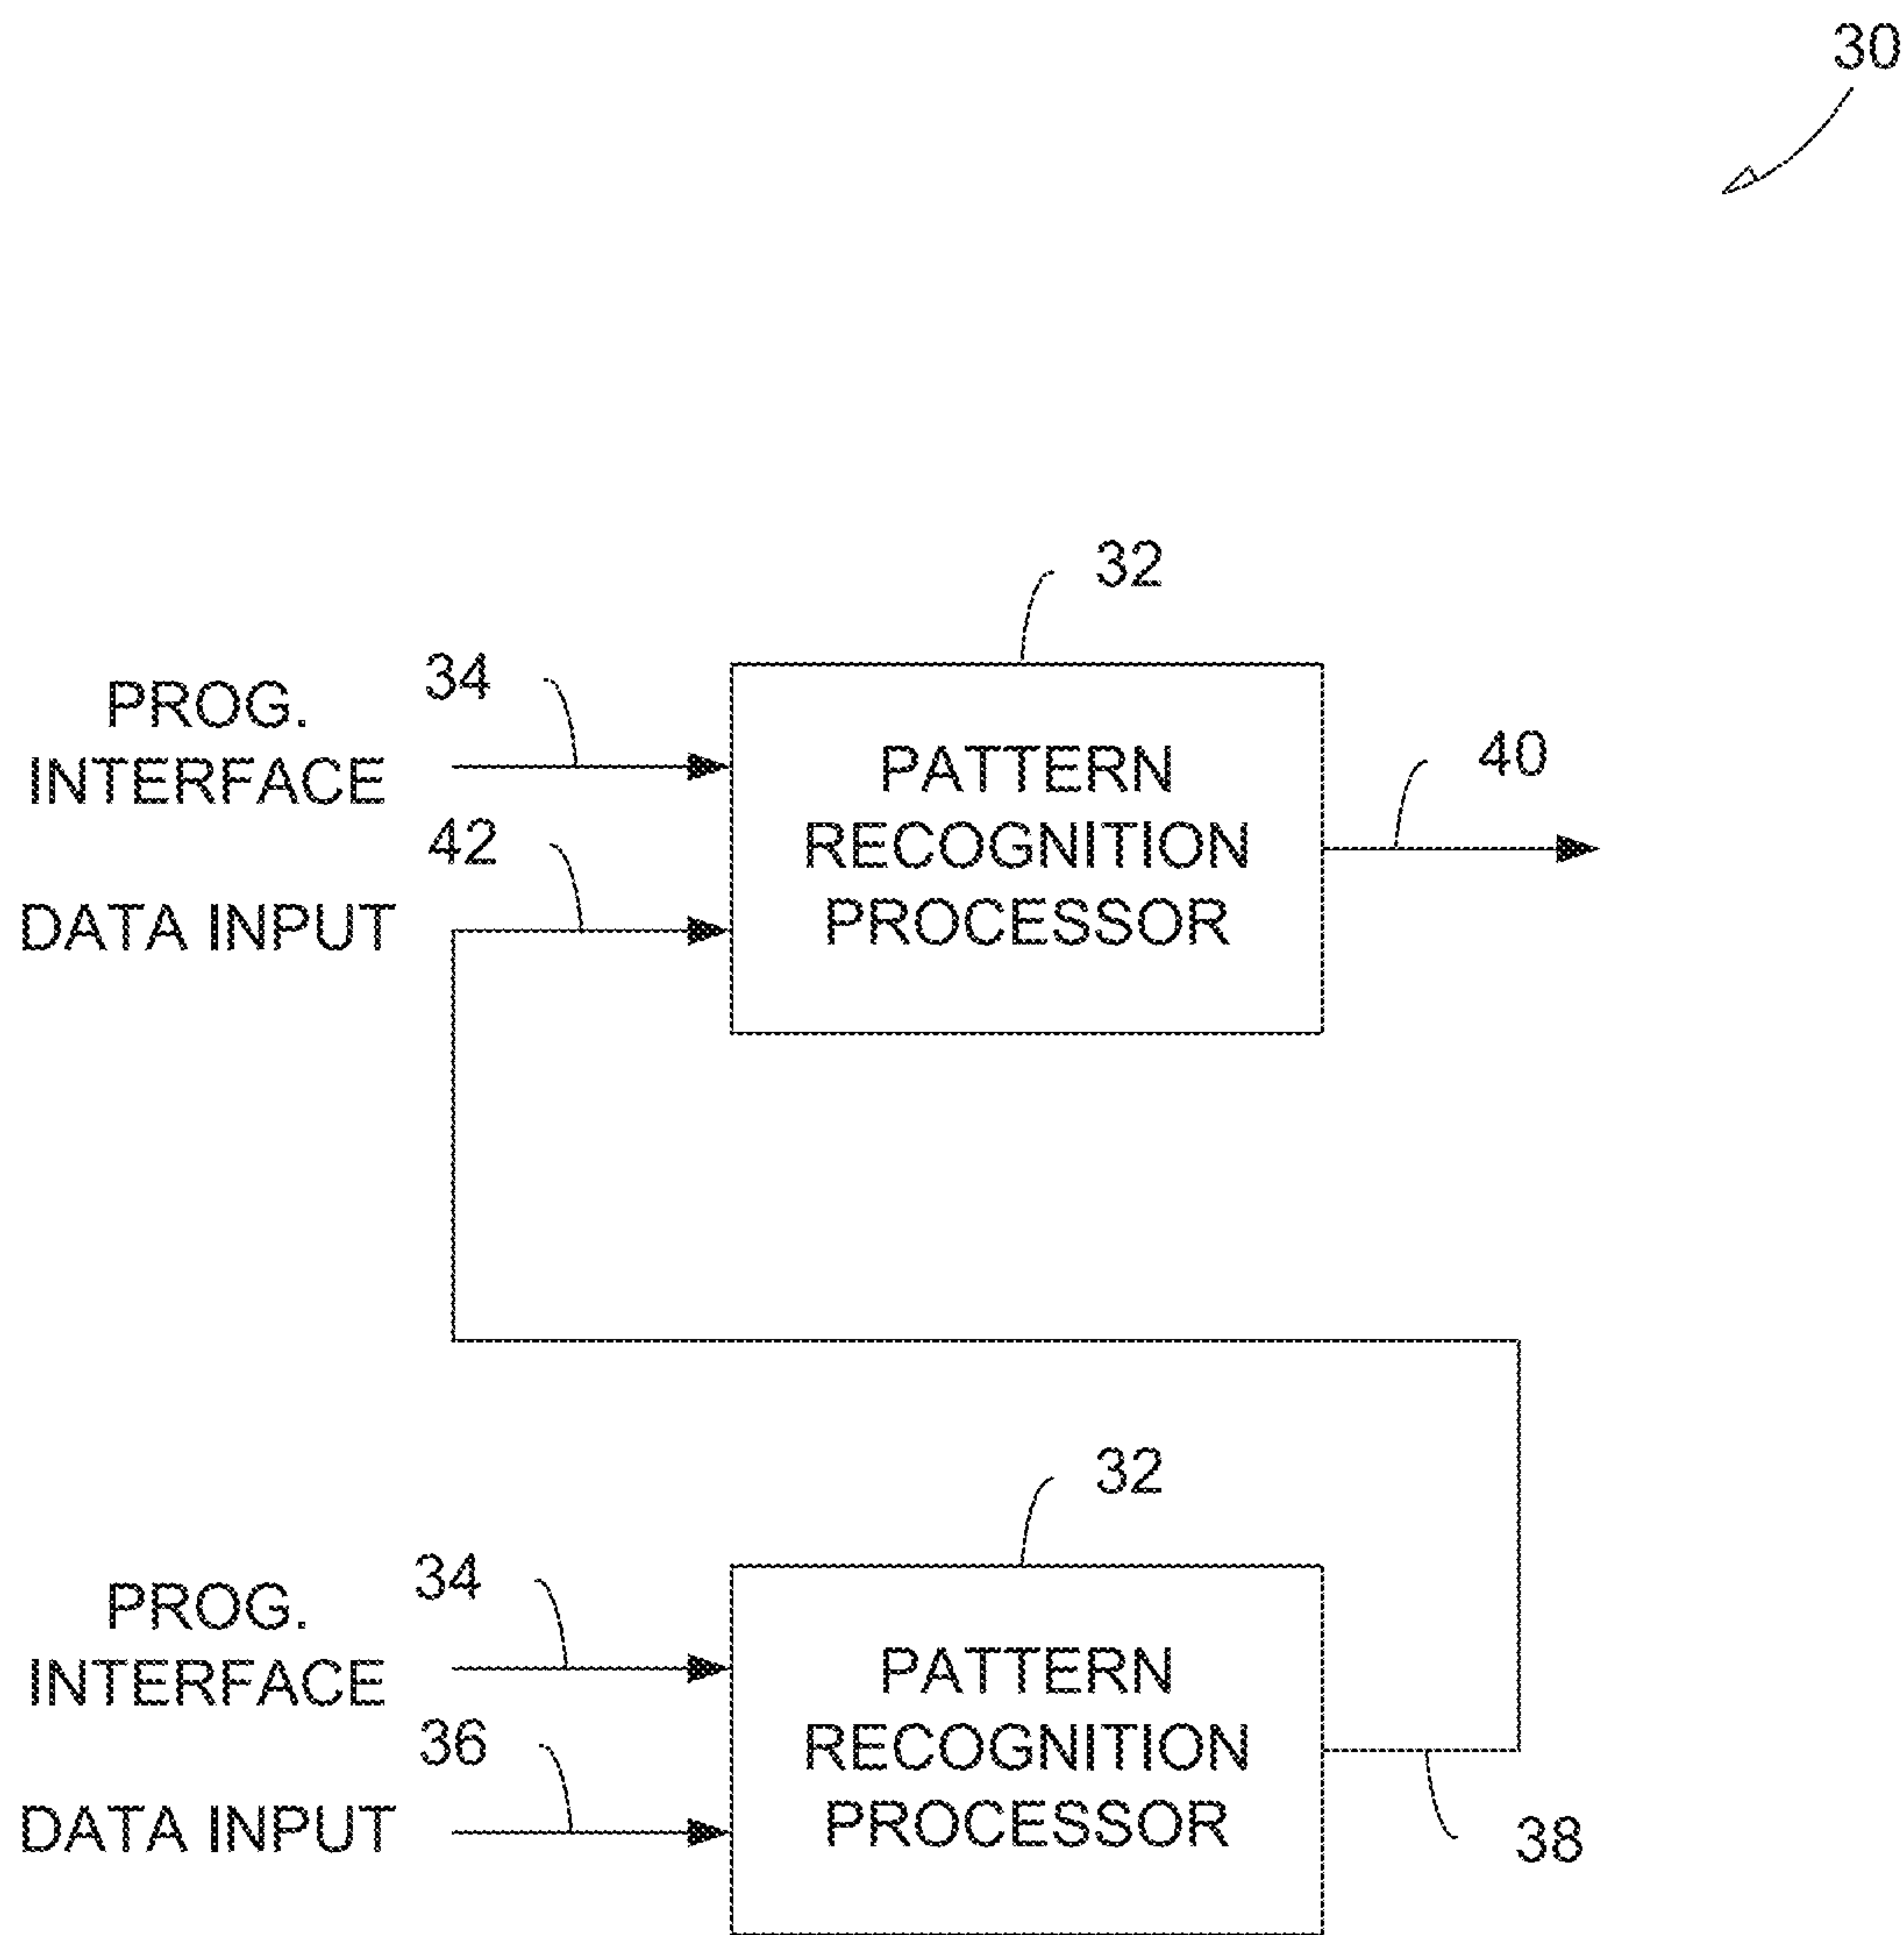 30
32
34
PROG.
INTERFACE
42
DATA INPUT
PATTERN
RECOGNITION
PROCESSOR
40
32
34
PROG.
INTERFACE
36
DATA INPUT
PATTERN
RECOGNITION
PROCESSOR
38